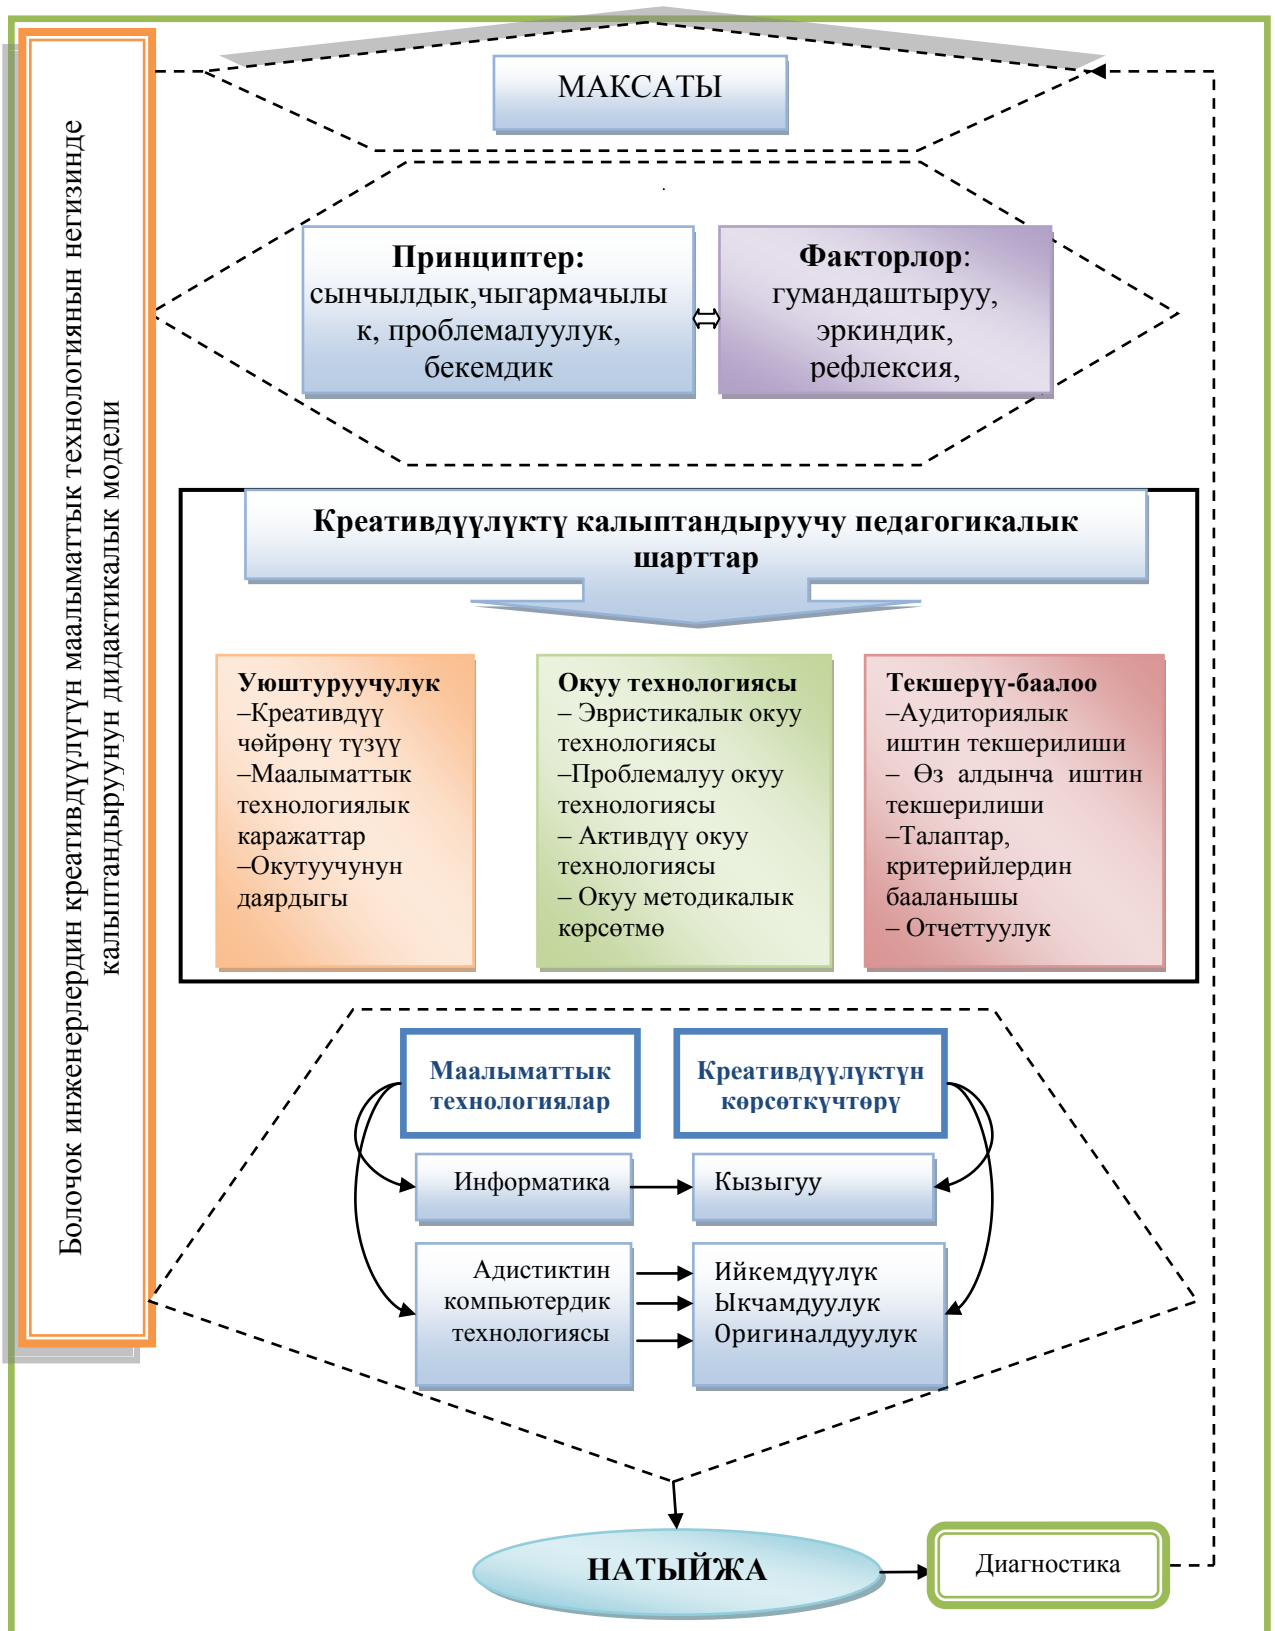 Болочок инженерлердин креативдүүлүгүн маалыматтык технологиянын негизинде
калыптандыруунун дидактикалык модели
МАКСАТЫ
Принциптер:
сынчылдык,чыгармачылы
к, проблемалуулук,
бекемдик
Факторлор:
гумандаштыруу,
эркиндик,
рефлексия,
Креативдүүлүктү калыптандыруучу педагогикалык
шарттар
Уюштуруучулук
–Креативдүү
чөйрөнү түзүү
–Маалыматтык
технологиялык
каражаттар
–Окутуучунун
даярдыгы
Окуу технологиясы
– Эвристикалык окуу
технологиясы
–Проблемалуу окуу
технологиясы
– Активдүү окуу
технологиясы
– Окуу методикалык
көрсөтмө
Текшерүү-баалоо
–Аудиториялык
иштин текшерилиши
– Өз алдынча иштин
текшерилиши
–Талаптар,
критерийлердин
бааланышы
– Отчеттуулук
Маалыматтык
технологиялар
Креативдүүлүктүн
көрсөткүчтөрү
Информатика
Кызыгуу
Адистиктин
компьютердик
технологиясы
Ийкемдүүлүк
Ыкчамдуулук
Оригиналдуулук
НАТЫЙЖА
Диагностика